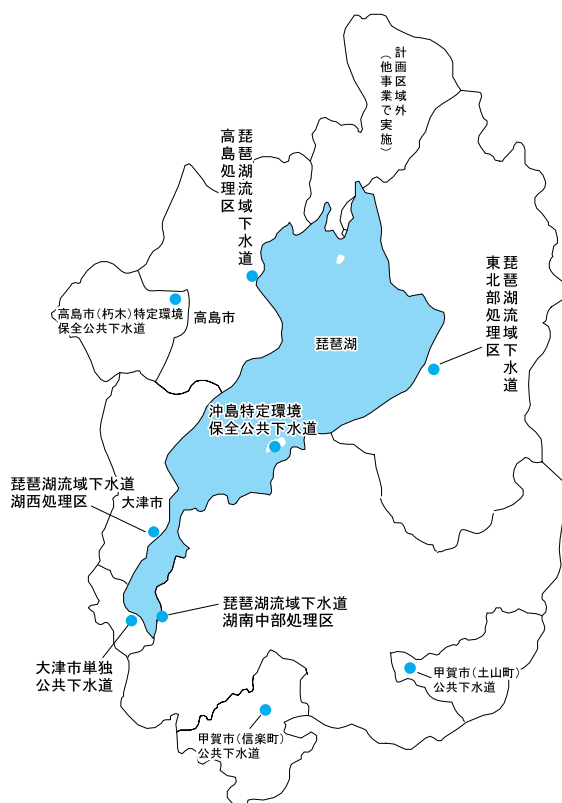 計画区域外
（他事業で実施）
琵琶湖流域下水道
高島処理区
琵琶湖流域下水道
東北部処理区
高島市（朽木）特定環境
保全公共下水道
高島市
琵琶湖
沖島特定環境
保全公共下水道
琵琶湖流域下水道
湖西処理区
大津市
琵琶湖流域下水道
湖南中部処理区
大津市単独
公共下水道
甲賀市（土山町）
公共下水道
甲賀市（信楽町）
公共下水道